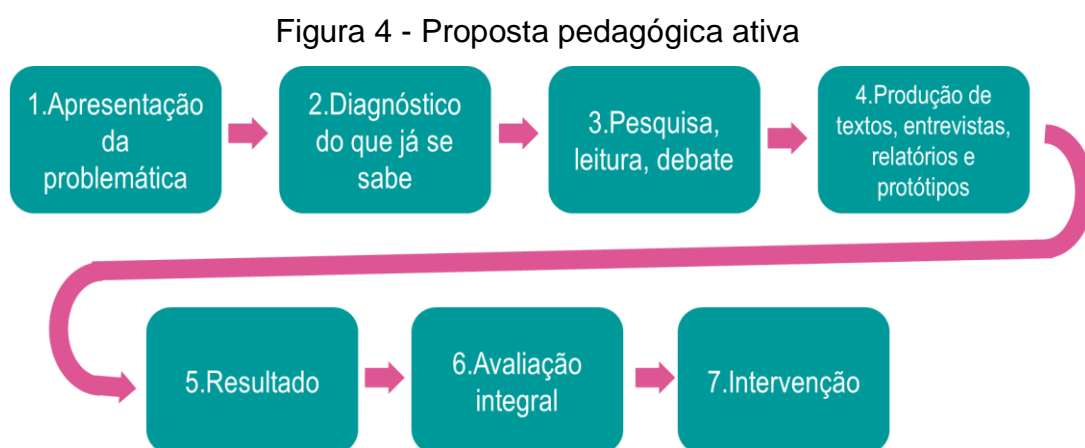 Figura 4 - Proposta pedagógica ativa
1.Apresentação
da
problemática
2.Diagnóstico
do que já se
sabe
3.Pesquisa,
leitura, debate
4.Produção de
textos, entrevistas,
relatórios e
protótipos
5.Resultado
6.Avaliação
integral
7.Intervenção